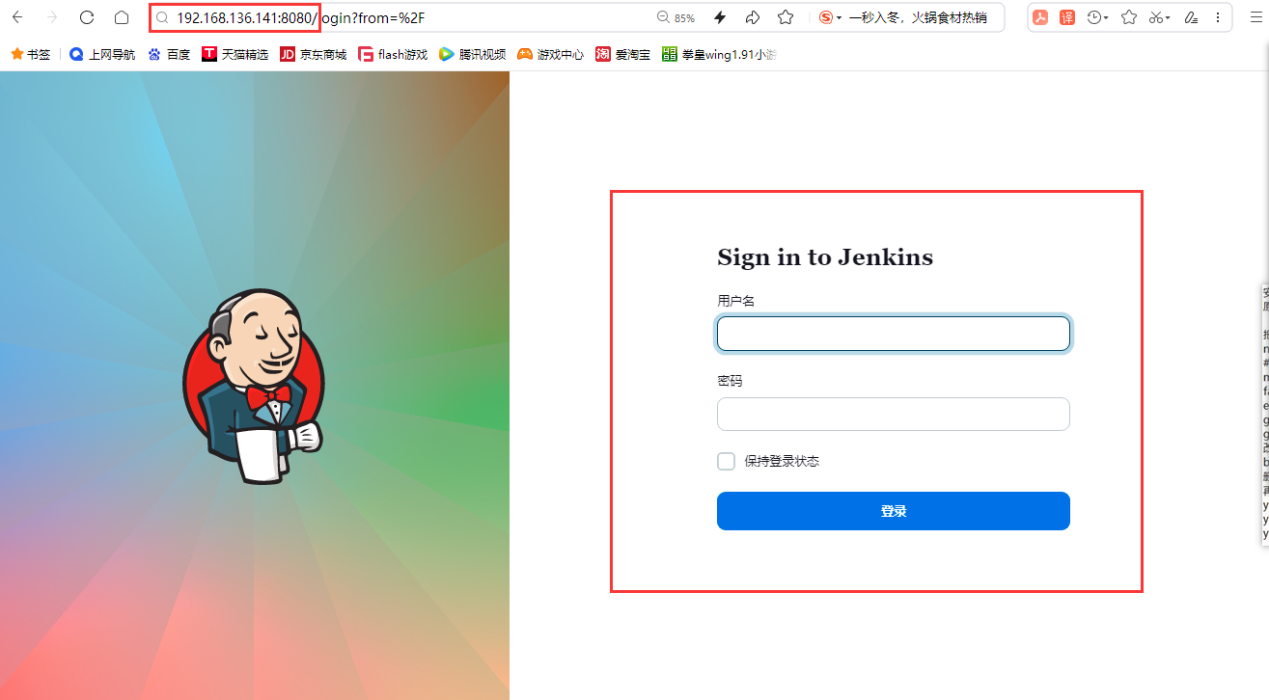 192.168.136.141:8080/login?from=%2F
85%
一秒入冬，火锅食材热销
译
书签
上网导航
百度
T 天猫精选
JD 京东商城
flash游戏
腾讯视频
游戏中心
淘 爱淘宝
拳皇wing1.91小游
Sign in to Jenkins
用户名
密码
保持登录状态
登录